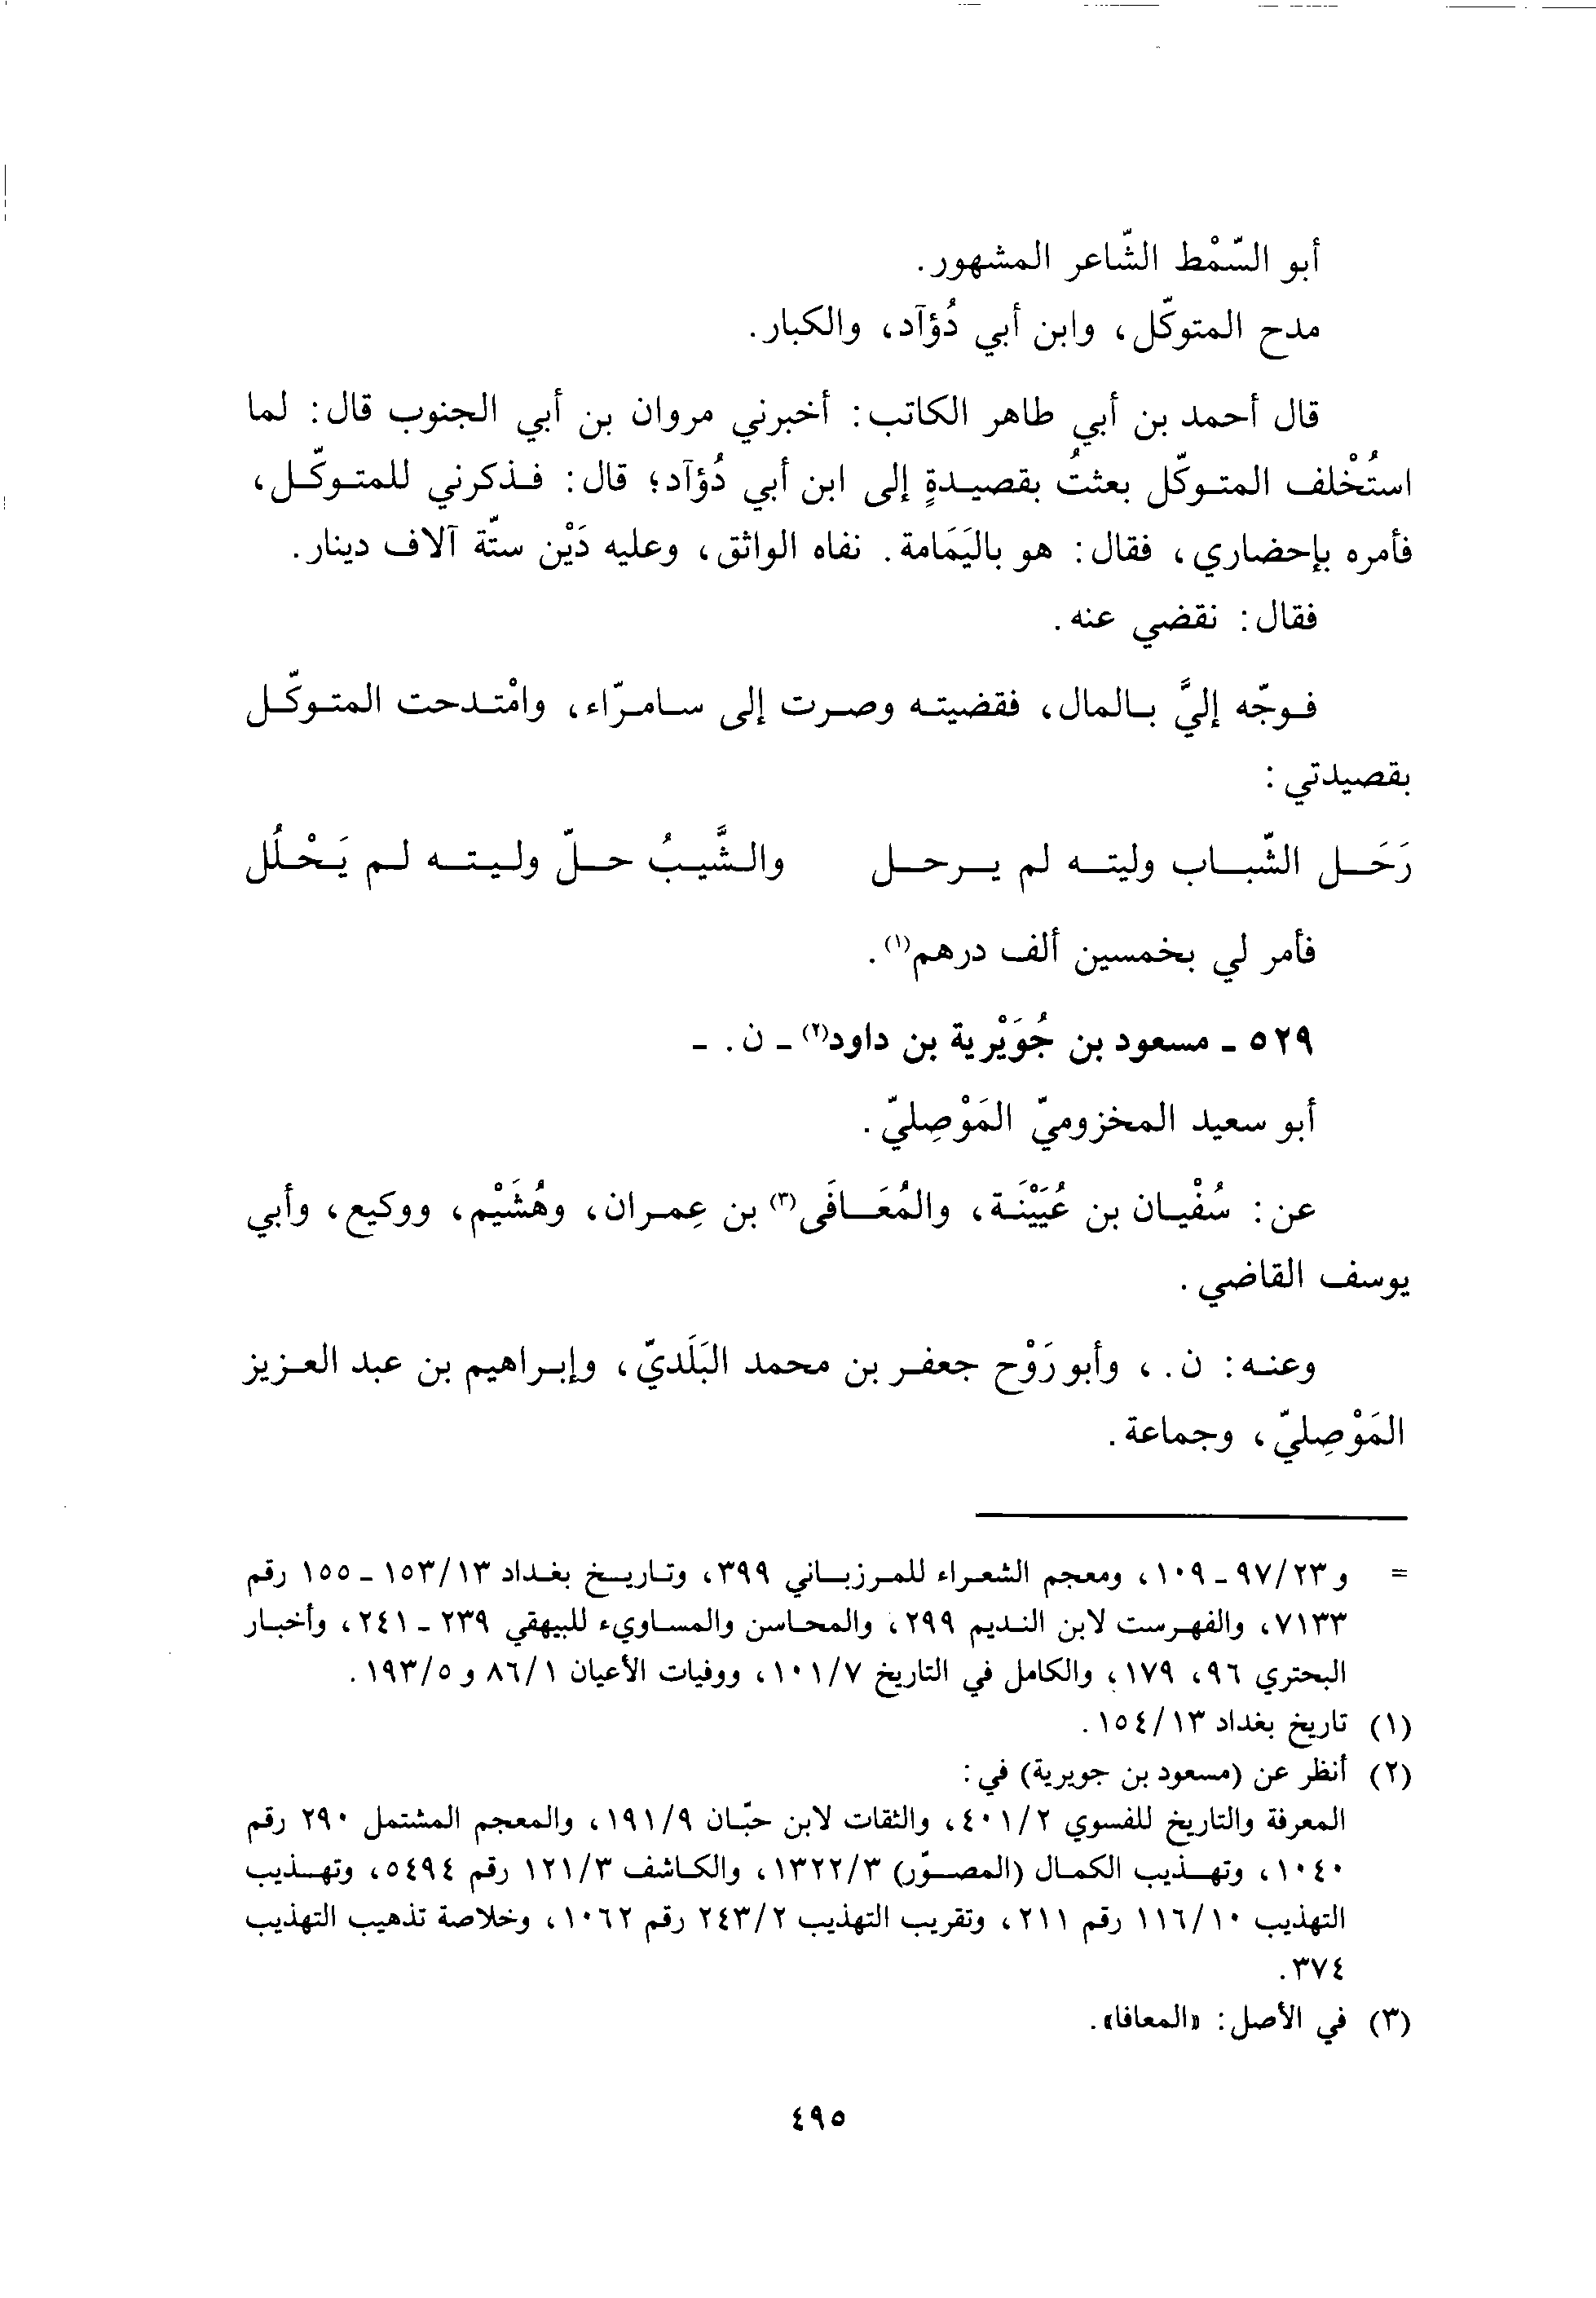 أبو السّمْط الشّاعر المشهور.
مدح المتوكّل، وابن أبي دُؤآد، والكبار.
قال أحمد بن أبي طاهر الكاتب: أخبرني مروان بن أبي الجنوب قال: لما
استُخْلف المتوكّل بعثتُ بقصيدةٍ إلى ابن أبي دُؤآد؛ قال: فذكرني للمتوكّل،
فأمره بإحضاري، فقال: هو باليَمَامة. نفاه الواثق، وعليه دَيْن ستّة آلاف دينار.
فقال: نقضي عنه.
فوجّه إليَّ بالمال، فقضيته وصرت إلى سامرّاء، وامْتدحت المتوكّل
بقصيدتي:
رَحَل الشّباب وليته لم يرحل والشَّيبُ حلّ وليته لم يَحْلُل
فأمر لي بخمسين ألف درهم(١).
٥٢٩ - مسعود بن جُوَيْرية بن داود(٢) - ن. -
أبو سعيد المخزوميّ المَوْصِليّ.
عن: سُفْيان بن عُيَيْنَة، والمُعَافَى(٣) بن عِمران، وهُشَيْم، ووكيع، وأبي
يوسف القاضي.
وعنه: ن.، وأبو رَوْح جعفر بن محمد البَلَديّ، وإبراهيم بن عبد العزيز
المَوْصِليّ، وجماعة.
= و ٢٣/ ٩٧ - ١٠٩، ومعجم الشعراء للمرزباني ٣٩٩، وتاريخ بغداد ١٣/ ١٥٣ - ١٥٥ رقم
٧١٣٣، والفهرست لابن النديم ٢٩٩، والمحاسن والمساويء للبيهقي ٢٣٩ - ٢٤١، وأخبار
البحتري ٩٦، ١٧٩، والكامل في التاريخ ٧/ ١٠١، ووفيات الأعيان ١/ ٨٦ و ٥/ ١٩٣.
(١) تاريخ بغداد ١٣/ ١٥٤.
(٢) أنظر عن (مسعود بن جويرية) في:
المعرفة والتاريخ للفسوي ٢/ ٤٠١، والثقات لابن حبّان ٩/ ١٩١، والمعجم المشتمل ٢٩٠ رقم
١٠٤٠، وتهذيب الكمال (المصوّر) ٣/ ١٣٢٢، والكاشف ٣/ ١٢١ رقم ٥٤٩٤، وتهذيب
التهذيب ١٠/ ١١٦ رقم ٢١١، وتقريب التهذيب ٢/ ٢٤٣ رقم ١٠٦٢، وخلاصة تذهيب التهذيب
٣٧٤.
(٣) في الأصل: «المعافا».
٤٩٥